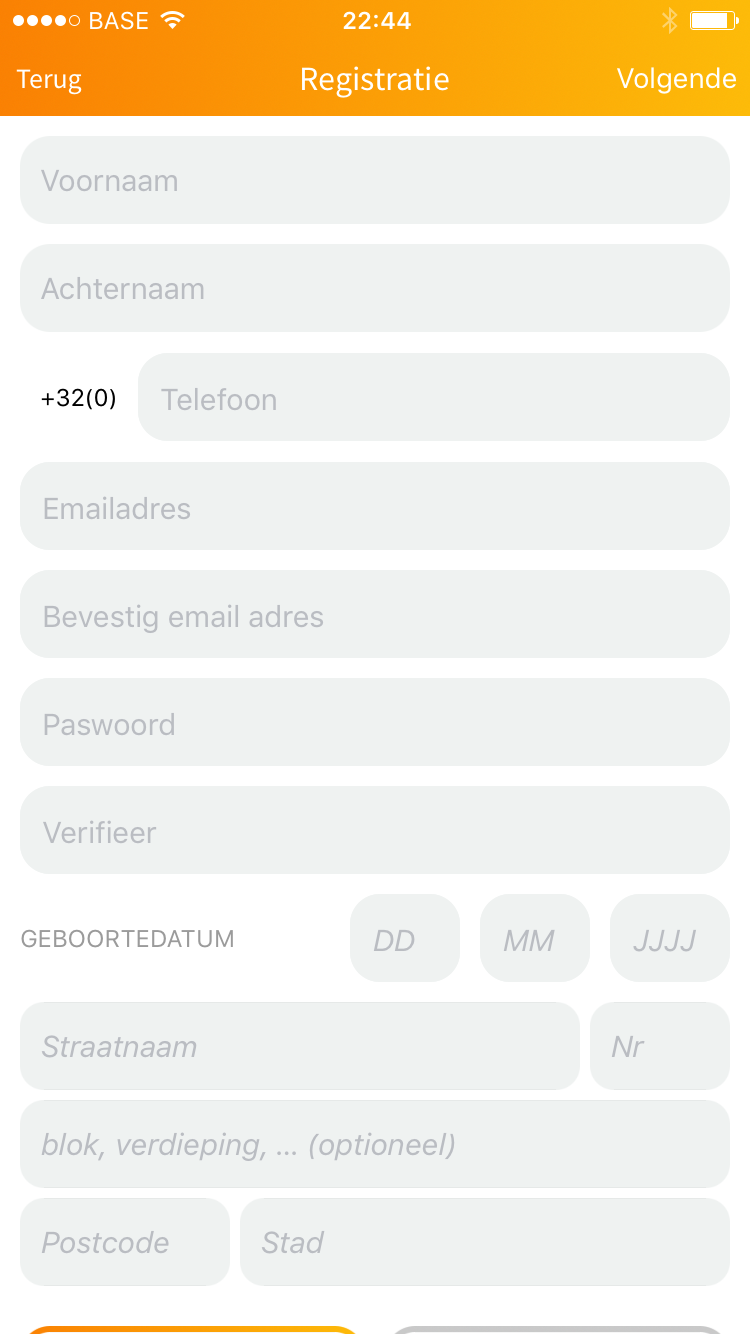 BASE 22:44
Terug Registratie Volgende
Voornaam
Achternaam
+32(0) Telefoon
Emailadres
Bevestig email adres
Paswoord
Verifieer
GEBOORTEDATUM DD MM JJJJ
Straatnaam Nr
blok, verdieping, ... (optioneel)
Postcode Stad